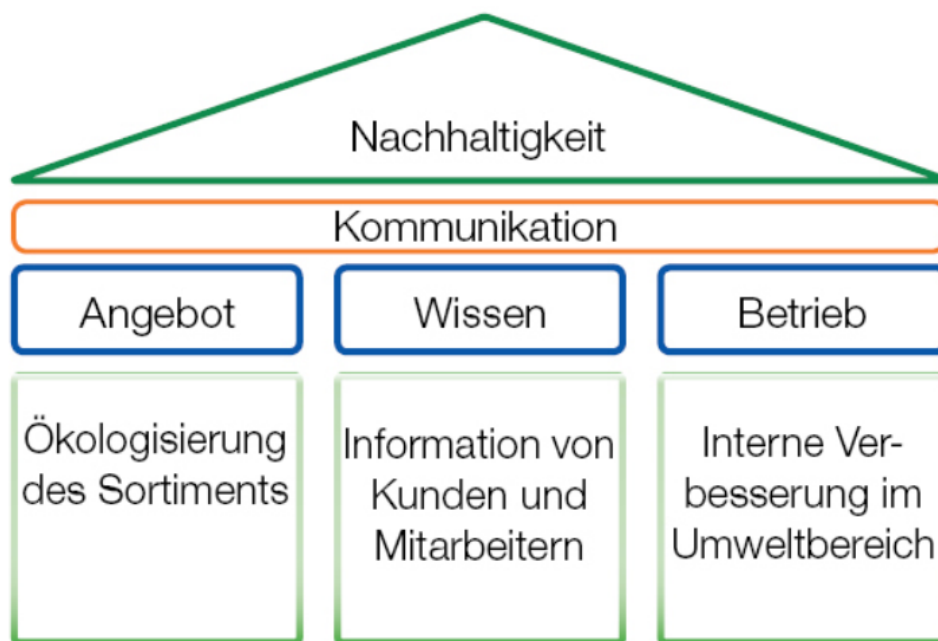 Nachhaltigkeit
Kommunikation
Angebot
Wissen
Betrieb
Ökologisierung
des Sortiments
Information von
Kunden und
Mitarbeitern
Interne Ver-
besserung im
Umweltbereich